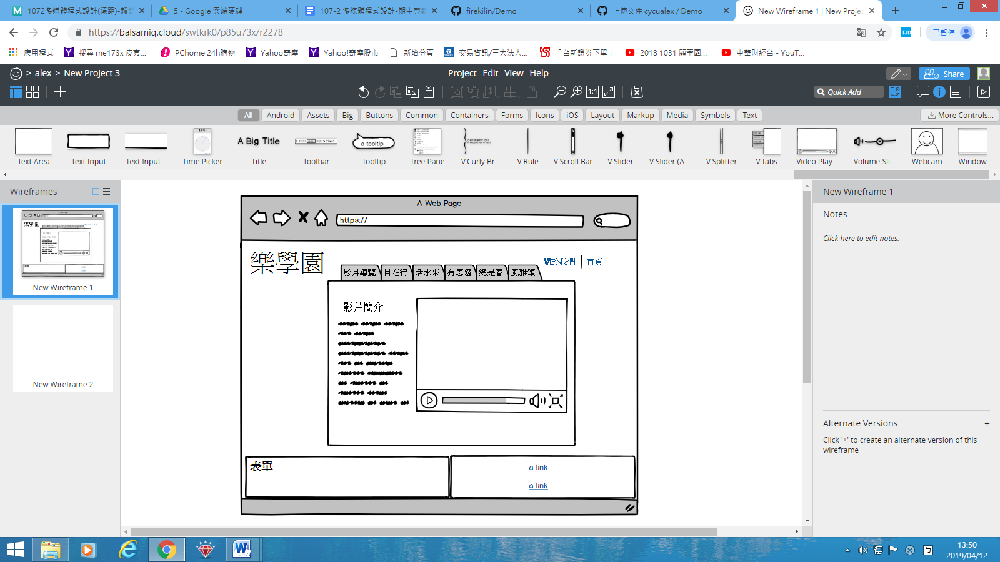 1072多媒體程式設計(遠距)-賴
5 - Google 雲端硬碟
107-2 多媒體程式設計-期中專
firekilin/Demo
上傳文件·cycualex / Demo
New Wireframe 1 | New Projec
https://balsamiq.cloud/swtkrk0/p85u73x/r2278
TJD
已暫停
應用程式
搜尋 me173x 皮套...
PChome 24h購物
Yahoo奇摩
Yahoo!奇摩股市
新增分頁
交易資訊/三大法人...
「台新證券下單」
2018 1031 顧奎國...
中華財經台 - YouT...
> alex > New Project 3
Project Edit View Help
Share
1:1
Quick Add
All
Android
Assets
Big
Buttons
Common
Containers
Forms
Icons
iOS
Layout
Markup
Media
Symbols
Text
More Controls...
A Big Title
a tooltip
Text Area
Text Input
Text Input...
Time Picker
Title
Toolbar
Tooltip
Tree Pane
V.Curly Br...
V.Rule
V.Scroll Bar
V.Slider
V.Slider (A...
V.Splitter
V.Tabs
Video Play...
Volume Sli...
Webcam
Window
Wireframes
New Wireframe 1
New Wireframe 2
A Web Page
https://
樂學園
關於我們
首頁
影片導覽
自在行
活水來
有思隨
總是春
風雅頌
影片簡介
表單
a link
a link
New Wireframe 1
Notes
Click here to edit notes.
Alternate Versions
+
Click '+' to create an alternate version of this
wireframe
13:50
2019/04/12